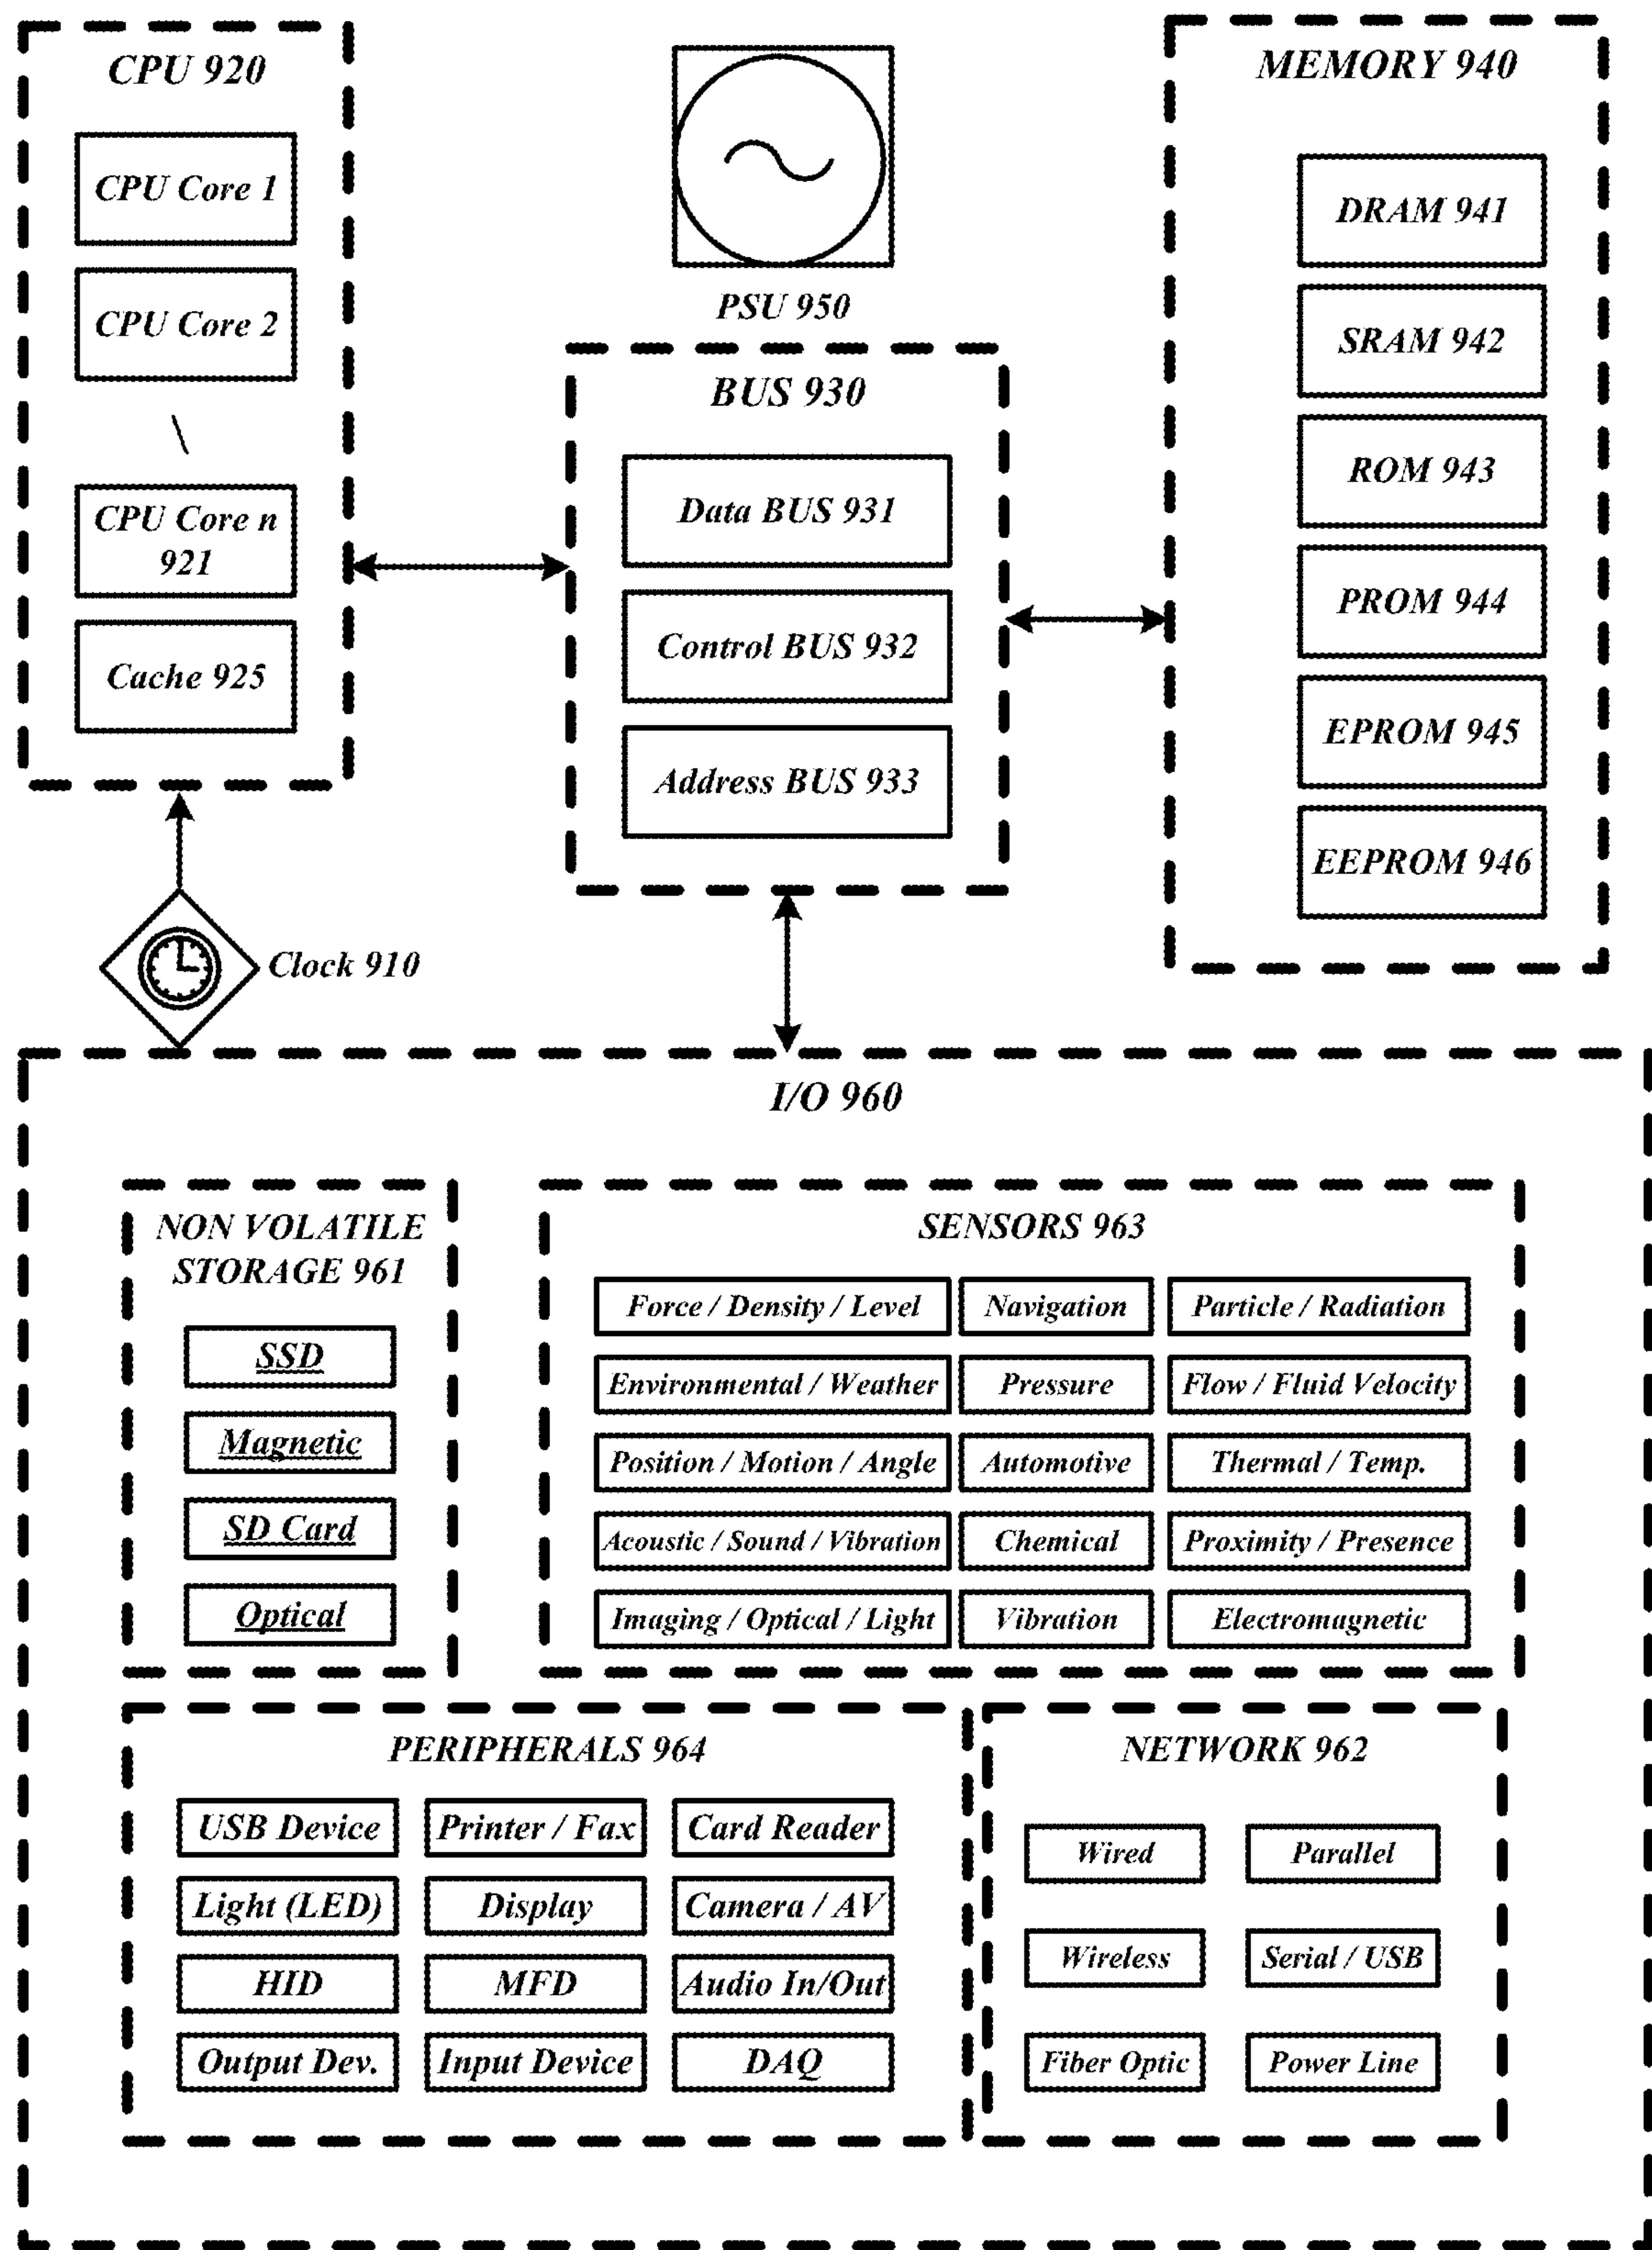 CPU 920
CPU Core 1
CPU Core 2
CPU Core n
921
Cache 925
Clock 910
PSU 950
BUS 930
Data BUS 931
Control BUS 932
Address BUS 933
MEMORY 940
DRAM 941
SRAM 942
ROM 943
PROM 944
EPROM 945
EEPROM 946
I/O 960
NON VOLATILE
STORAGE 961
SSD
Magnetic
SD Card
Optical
SENSORS 963
Force / Density / Level
Navigation
Particle / Radiation
Environmental / Weather
Pressure
Flow / Fluid Velocity
Position / Motion / Angle
Automotive
Thermal / Temp.
Acoustic / Sound / Vibration
Chemical
Proximity / Presence
Imaging / Optical / Light
Vibration
Electromagnetic
PERIPHERALS 964
USB Device
Printer / Fax
Card Reader
Light (LED)
Display
Camera / AV
HID
MFD
Audio In/Out
Output Dev.
Input Device
DAQ
NETWORK 962
Wired
Parallel
Wireless
Serial / USB
Fiber Optic
Power Line